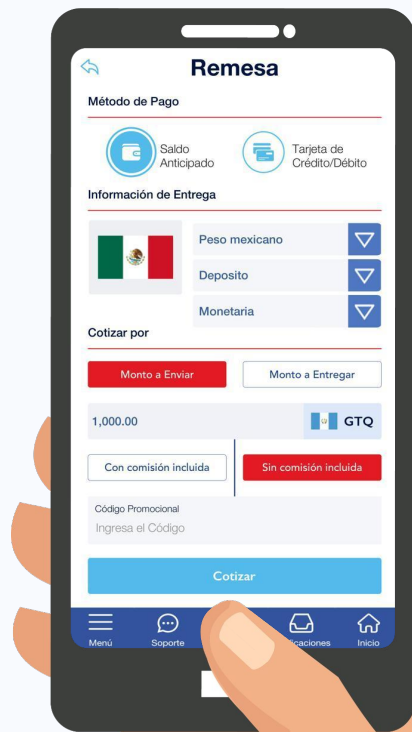 Remesa
Método de Pago
Saldo
Anticipado
Tarjeta de
Crédito/Débito
Información de Entrega
Peso mexicano
Deposito
Monetaria
Cotizar por
Monto a Enviar
Monto a Entregar
1,000.00
GTQ
Con comisión incluida
Sin comisión incluida
Código Promocional
Ingresa el Código
Cotizar
Menú
Soporte
Inicio